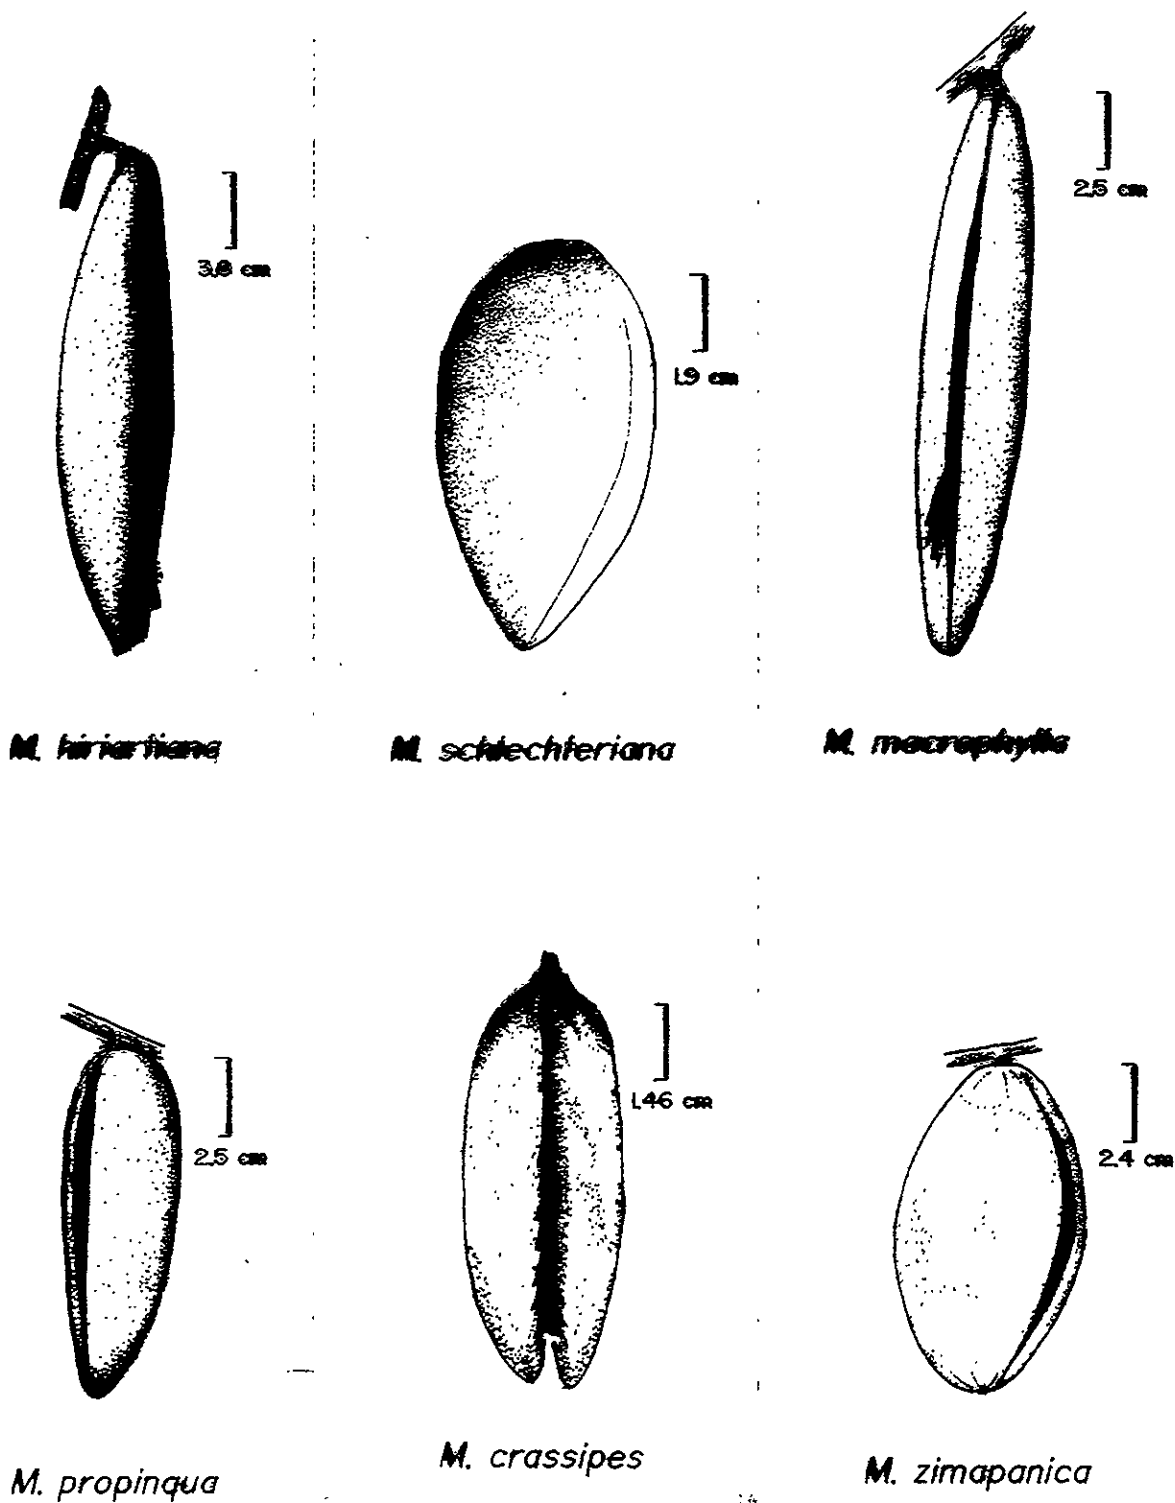 3.8 cm
1.9 cm
2.5 cm
M. hiriartiana
M. schlechteriana
M. macrophylla
2.5 cm
1.46 cm
2.4 cm
M. propinqua
M. crassipes
M. zimapanica